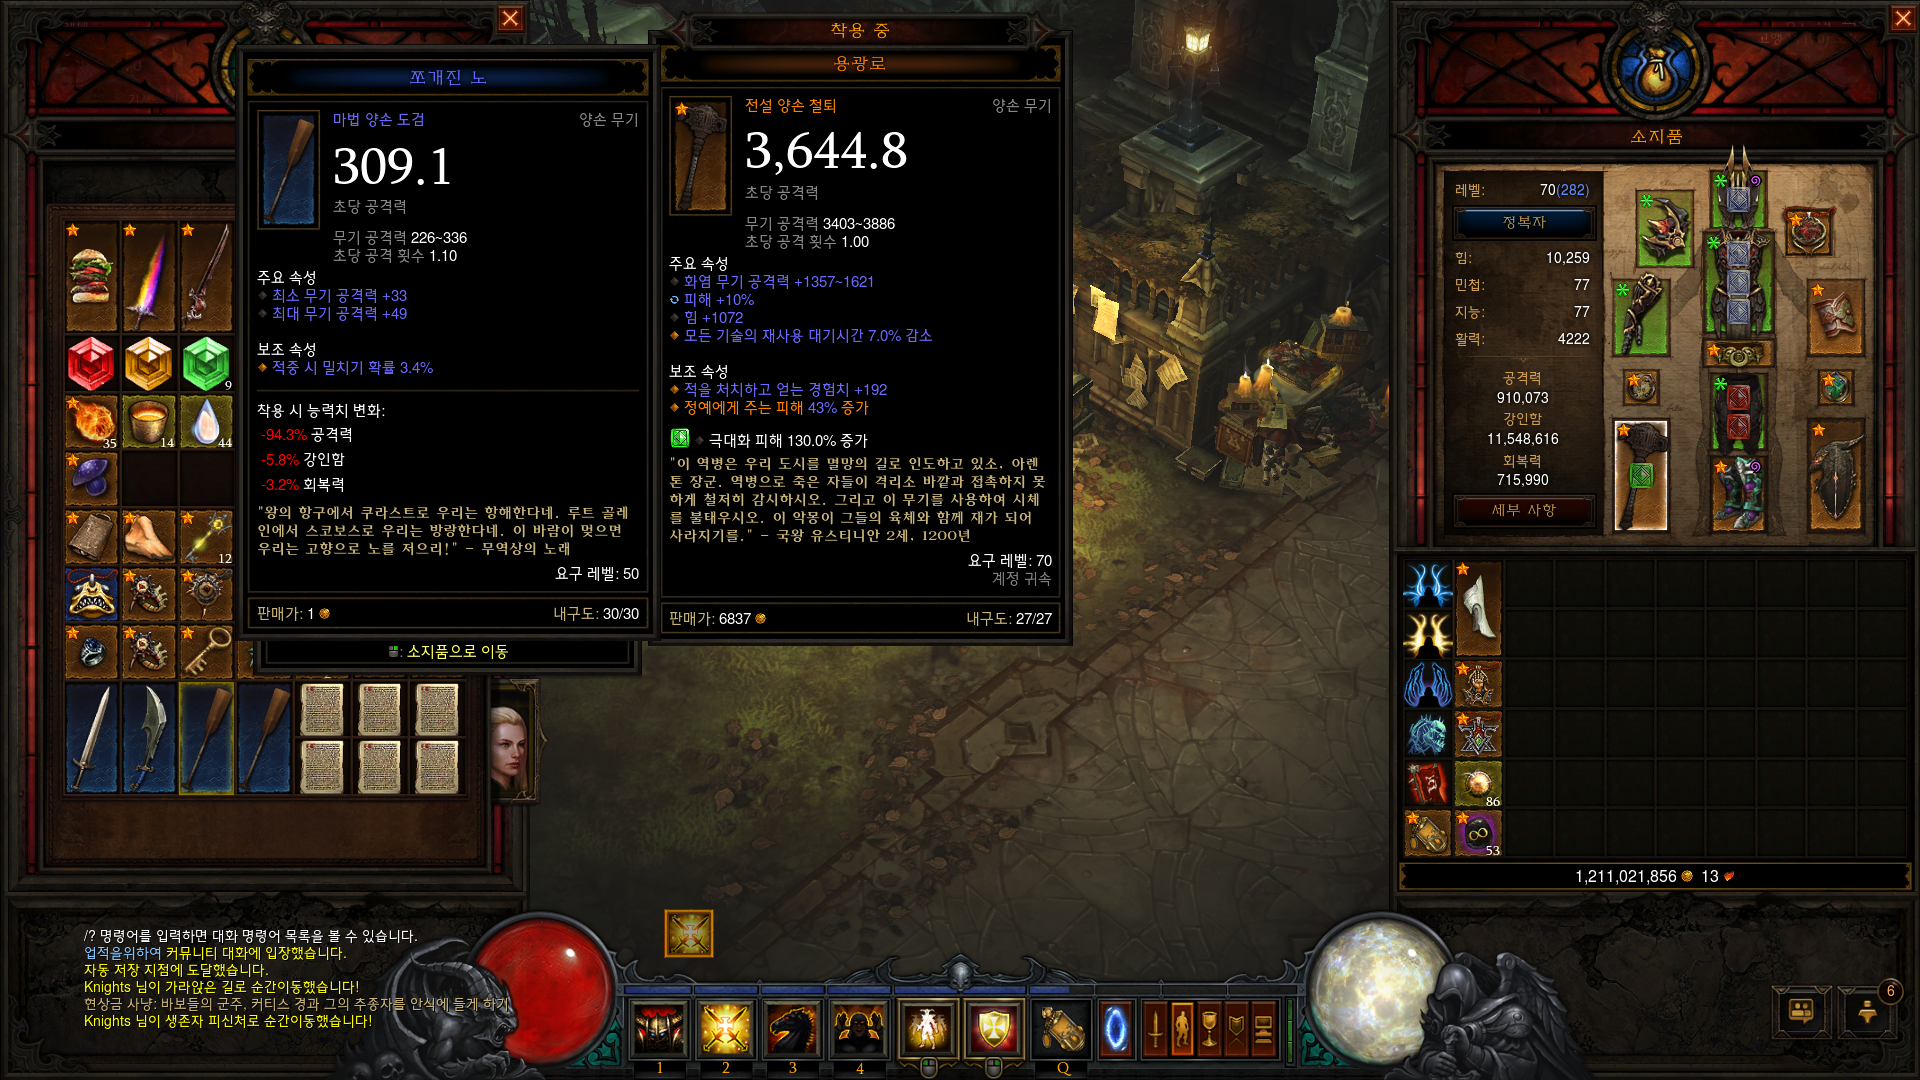 쪼개진 노
마법 양손 도검
양손 무기
309.1
초당 공격력
무기 공격력 226~336
초당 공격 횟수 1.10
주요 속성
최소 무기 공격력 +33
최대 무기 공격력 +49
보조 속성
적중 시 밀치기 확률 3.4%
착용 시 능력치 변화:
-94.3% 공격력
-5.8% 강인함
-3.2% 회복력
"왕의 항구에서 쿠라스트로 우리는 항해한다네. 루트 골레
인에서 스코보스로 우리는 방랑한다네. 이 바람이 멎으면
우리는 고향으로 노를 저으리!" – 무역상의 노래
요구 레벨: 50
판매가: 1
내구도: 30/30
: 소지품으로 이동
착용 중
용광로
전설 양손 철퇴
양손 무기
3,644.8
초당 공격력
무기 공격력 3403~3886
초당 공격 횟수 1.00
주요 속성
화염 무기 공격력 +1357~1621
피해 +10%
힘 +1072
모든 기술의 재사용 대기시간 7.0% 감소
보조 속성
적을 처치하고 얻는 경험치 +192
정예에게 주는 피해 43% 증가
극대화 피해 130.0% 증가
"이 역병은 우리 도시를 멸망의 길로 인도하고 있소, 아렌
톤 장군. 역병으로 죽은 자들이 격리소 바깥과 접촉하지 못
하게 철저히 감시하시오. 그리고 이 무기를 사용하여 시체
를 불태우시오. 이 악몽이 그들의 육체와 함께 재가 되어
사라지기를." – 국왕 유스티니안 2세, 1200년
요구 레벨: 70
계정 귀속
판매가: 6837
내구도: 27/27
소지품
레벨: 70(282)
정복자
힘: 10,259
민첩: 77
지능: 77
활력: 4222
공격력
910,073
강인함
11,548,616
회복력
715,990
세부 사항
86
53
1,211,021,856 13
9
35
14
44
12
/? 명령어를 입력하면 대화 명령어 목록을 볼 수 있습니다.
업적을위하여 커뮤니티 대화에 입장했습니다.
자동 저장 지점에 도달했습니다.
Knights 님이 가라앉은 길로 순간이동했습니다!
현상금 사냥: 바보들의 군주, 커티스 경과 그의 추종자를 안식에 들게 하기
Knights 님이 생존자 피신처로 순간이동했습니다!
1
2
3
4
Q
6